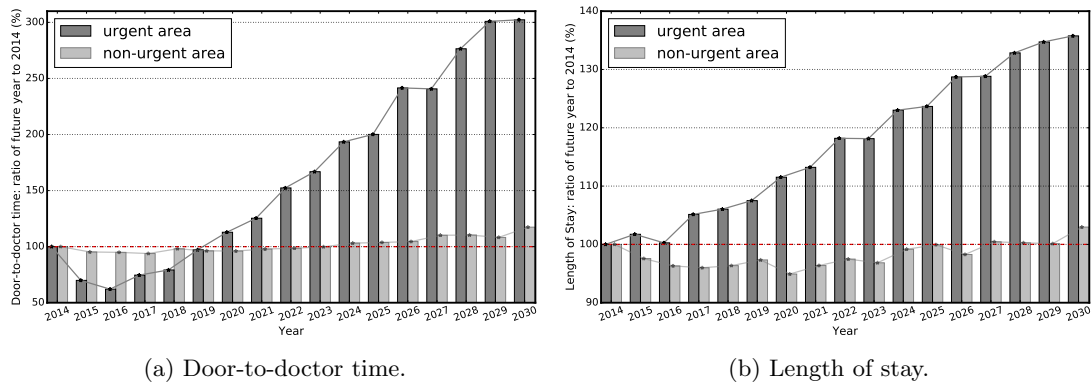 Door-to-doctor time: ratio of future year to 2014 (%)
300
250
200
150
100
50
urgent area
non-urgent area
2014 2015 2016 2017 2018 2019 2020 2021 2022 2023 2024 2025 2026 2027 2028 2029 2030
Year
(a) Door-to-doctor time.
Length of Stay: ratio of future year to 2014 (%)
140
130
120
110
100
90
urgent area
non-urgent area
2014 2015 2016 2017 2018 2019 2020 2021 2022 2023 2024 2025 2026 2027 2028 2029 2030
Year
(b) Length of stay.